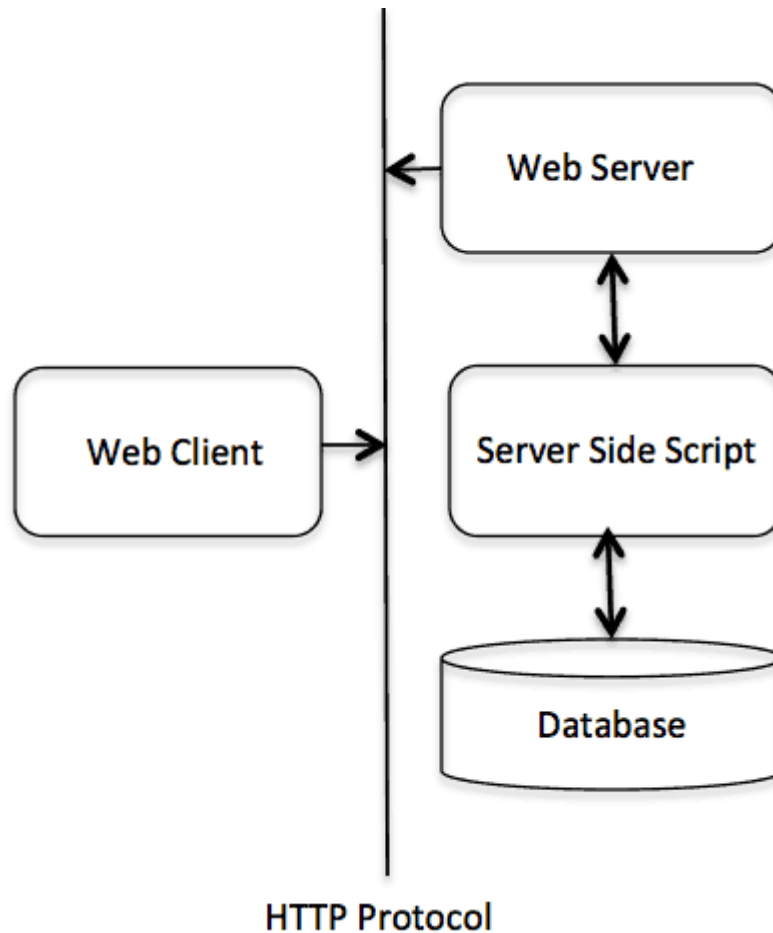 Web Server
Web Client
Server Side Script
Database
HTTP Protocol